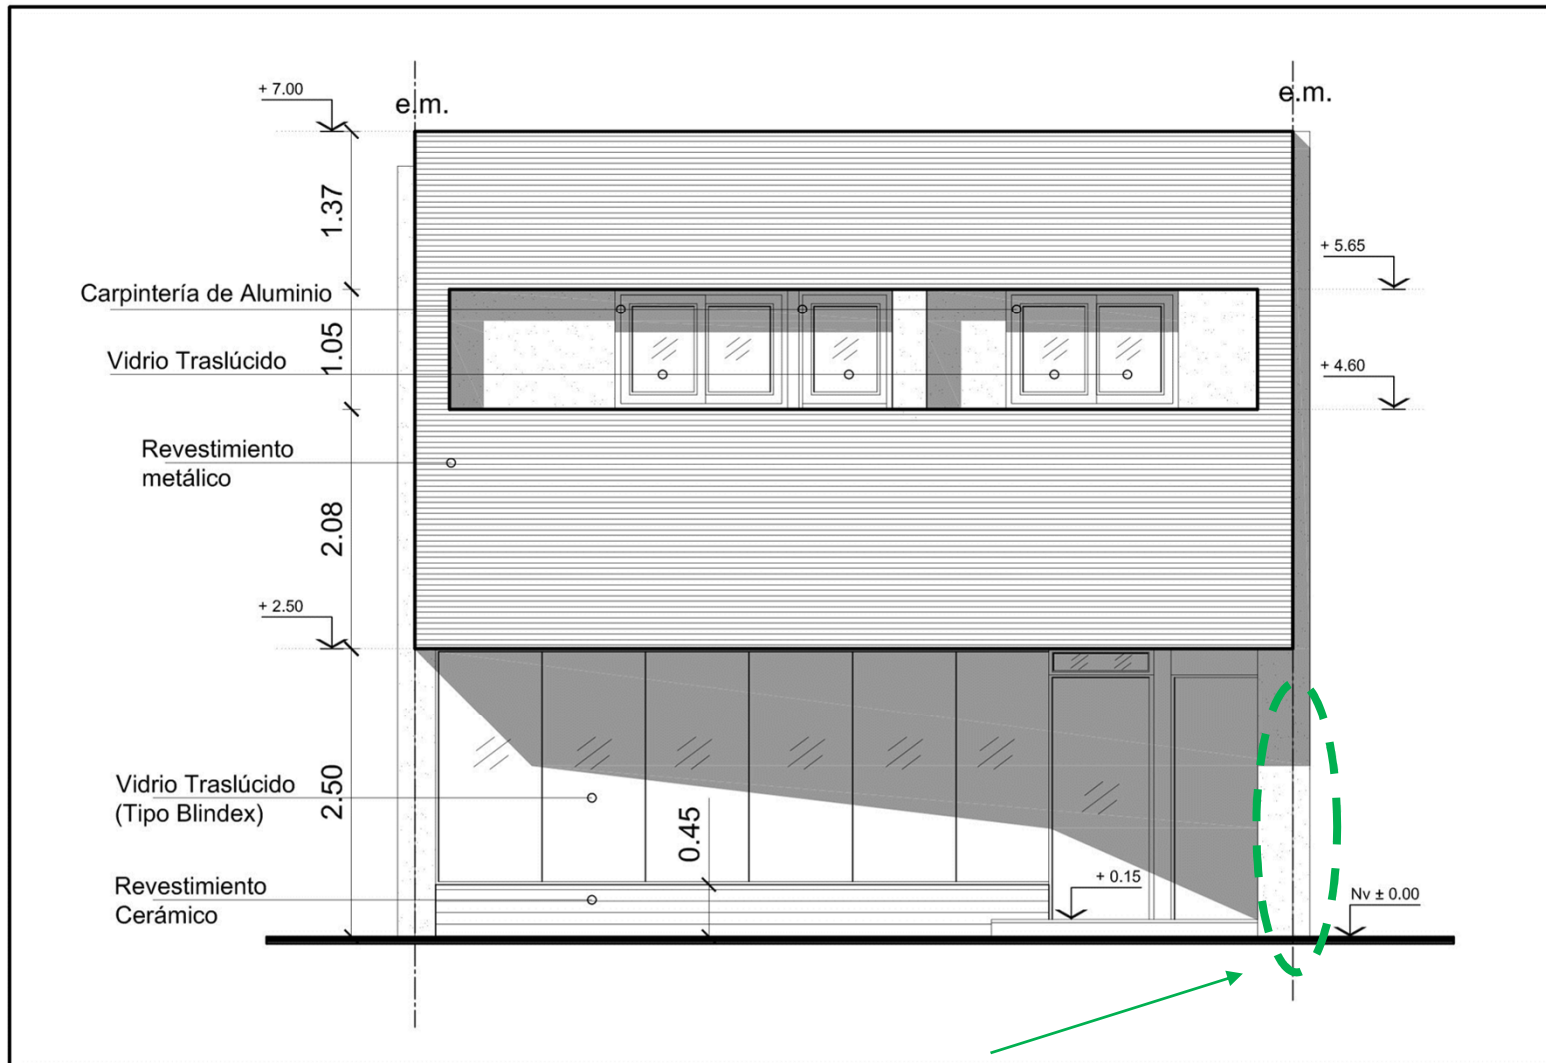 + 7.00
e.m.
e.m.
1.37
+ 5.65
Carpintería de Aluminio
1.05
Vidrio Traslúcido
+ 4.60
Revestimiento
metálico
2.08
+ 2.50
Vidrio Traslúcido
(Tipo Blindex)
2.50
0.45
Revestimiento
Cerámico
+ 0.15
Nv ± 0.00